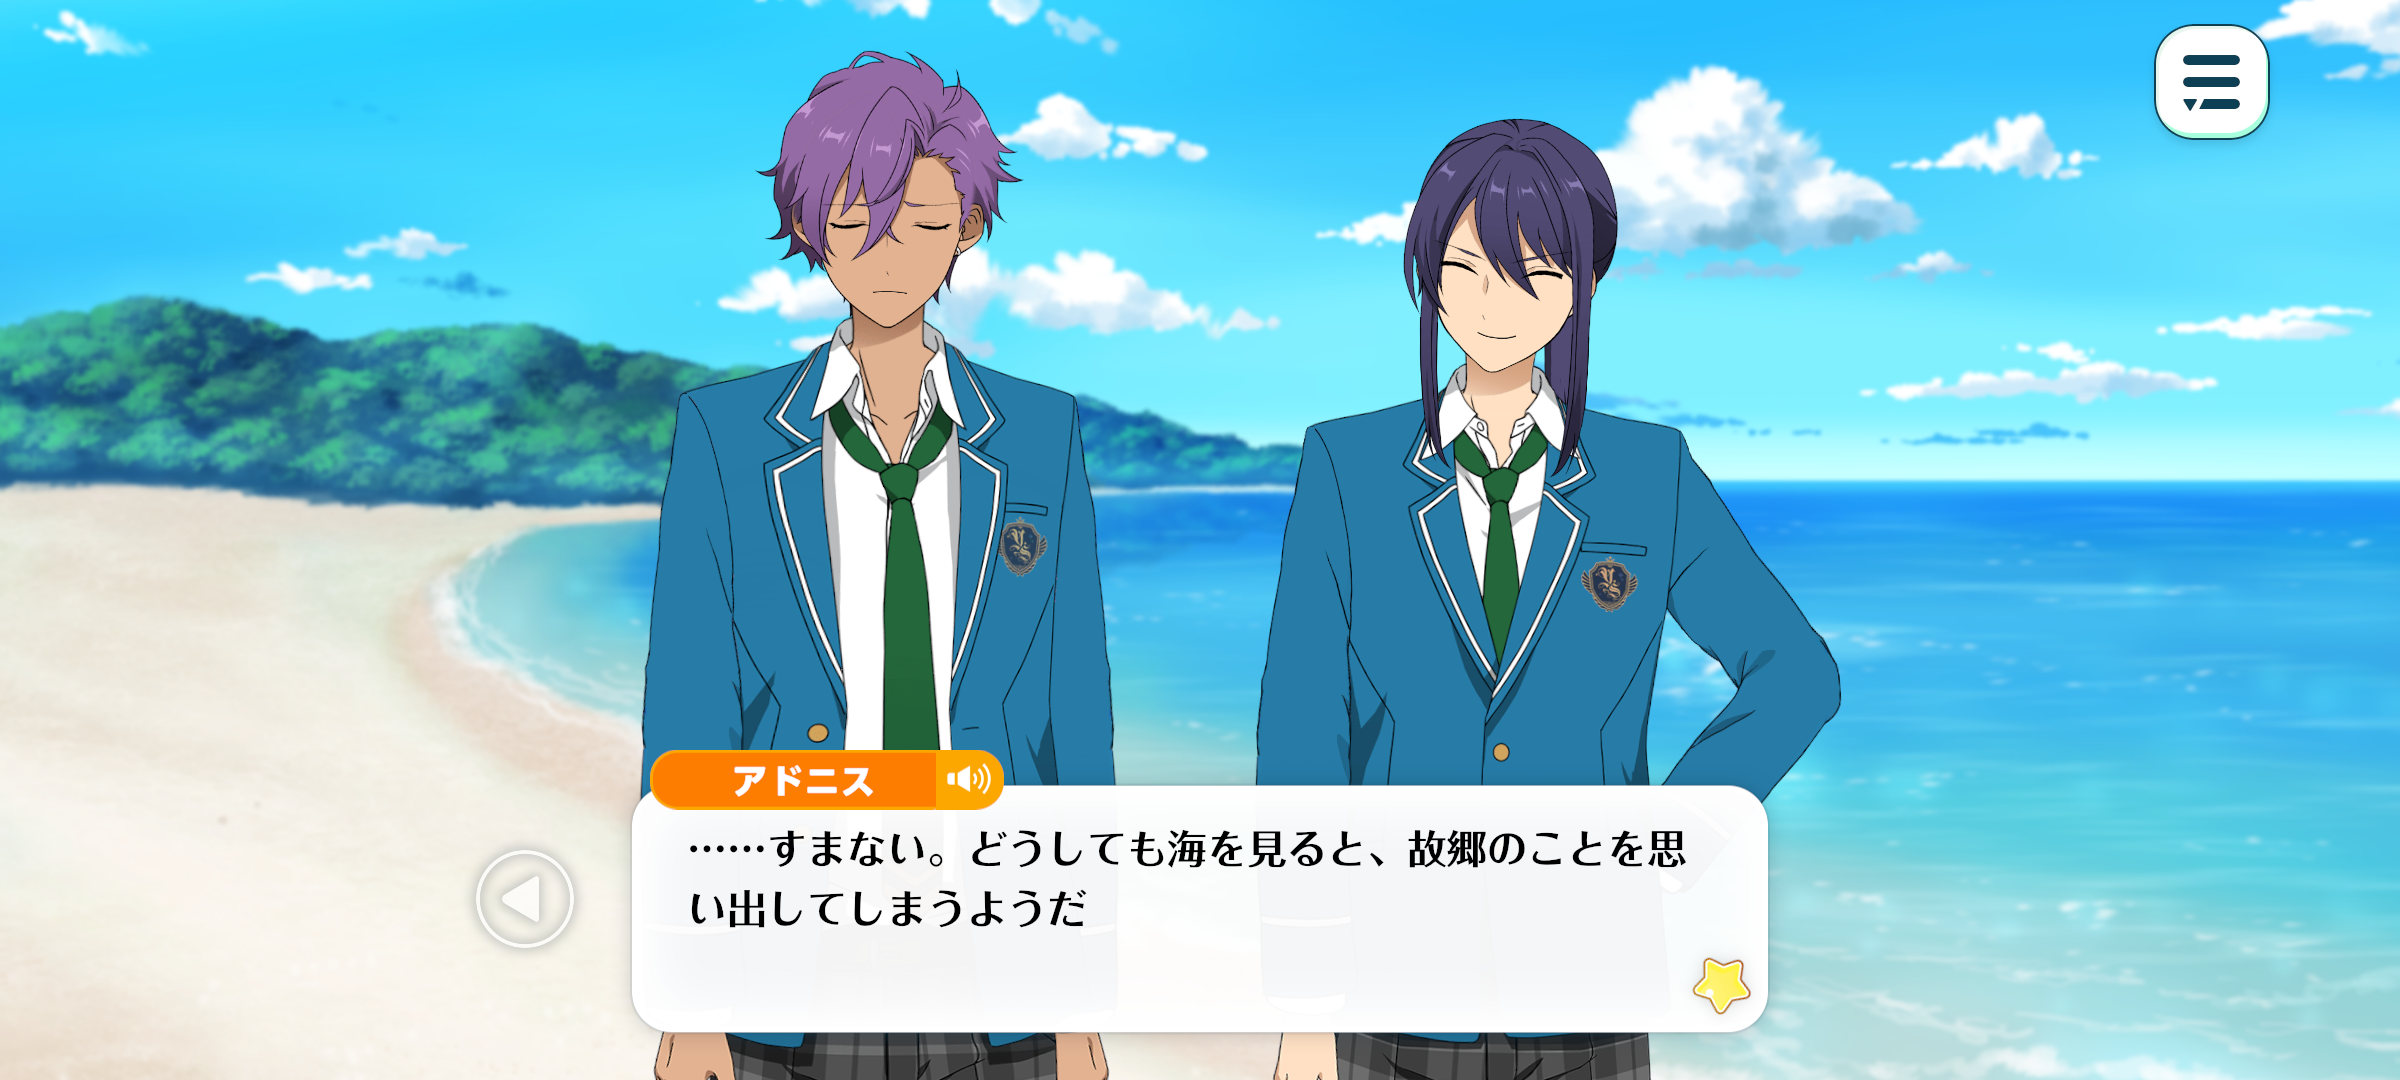 アドニス
……すまない。どうしても海を見ると、故郷のことを思
い出してしまうようだ